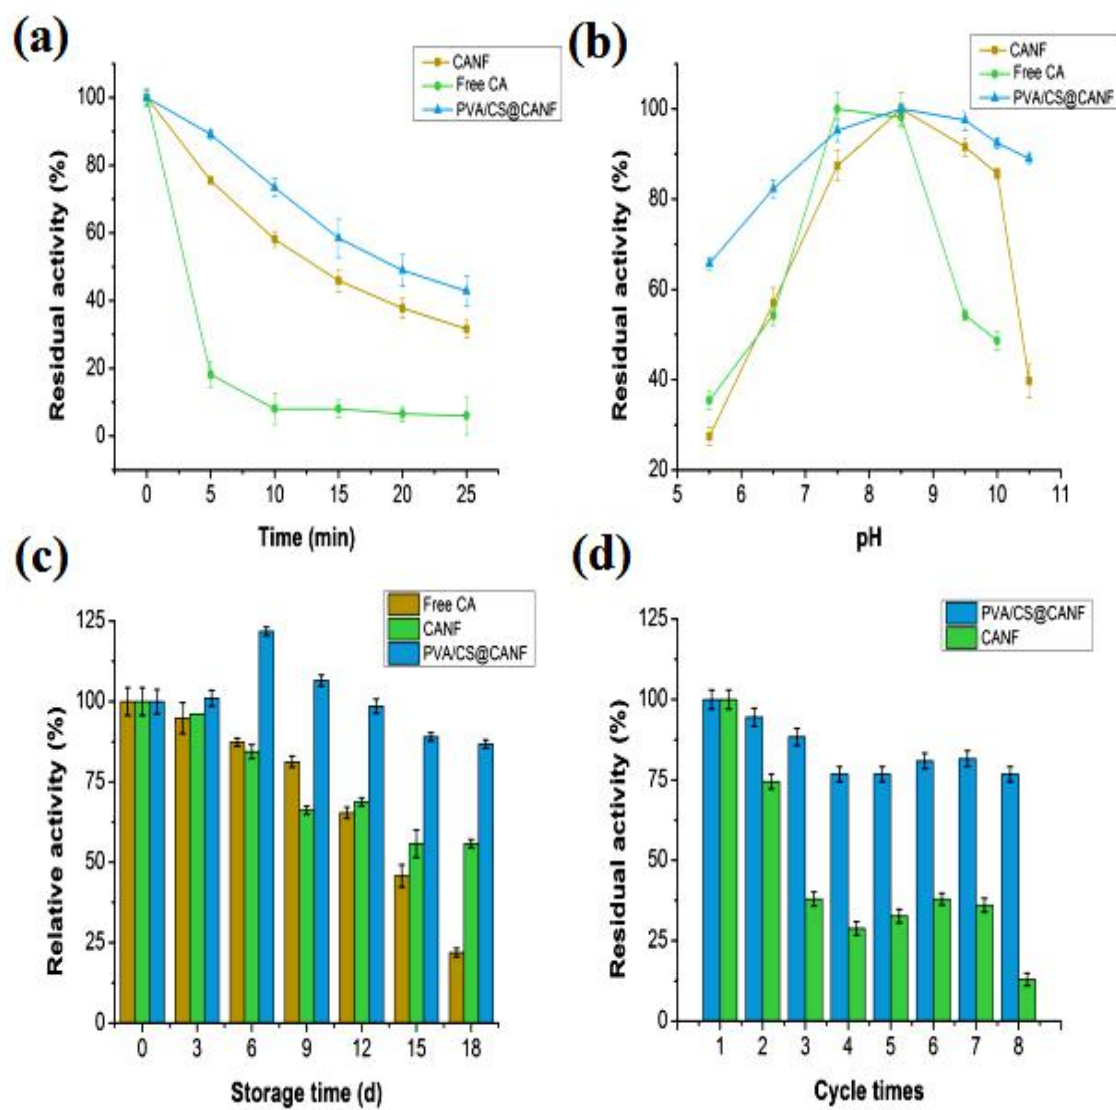 (a)
CANF
Free CA
PVA/CS@CANF
100
80
60
40
20
0
Residual activity (%)
0 5 10 15 20 25
Time (min)
(b)
CANF
Free CA
PVA/CS@CANF
100
80
60
40
20
Residual activity (%)
5 6 7 8 9 10 11
pH
(c)
Free CA
CANF
PVA/CS@CANF
125
100
75
50
25
0
Relative activity (%)
0 3 6 9 12 15 18
Storage time (d)
(d)
PVA/CS@CANF
CANF
125
100
75
50
25
0
Residual activity (%)
1 2 3 4 5 6 7 8
Cycle times